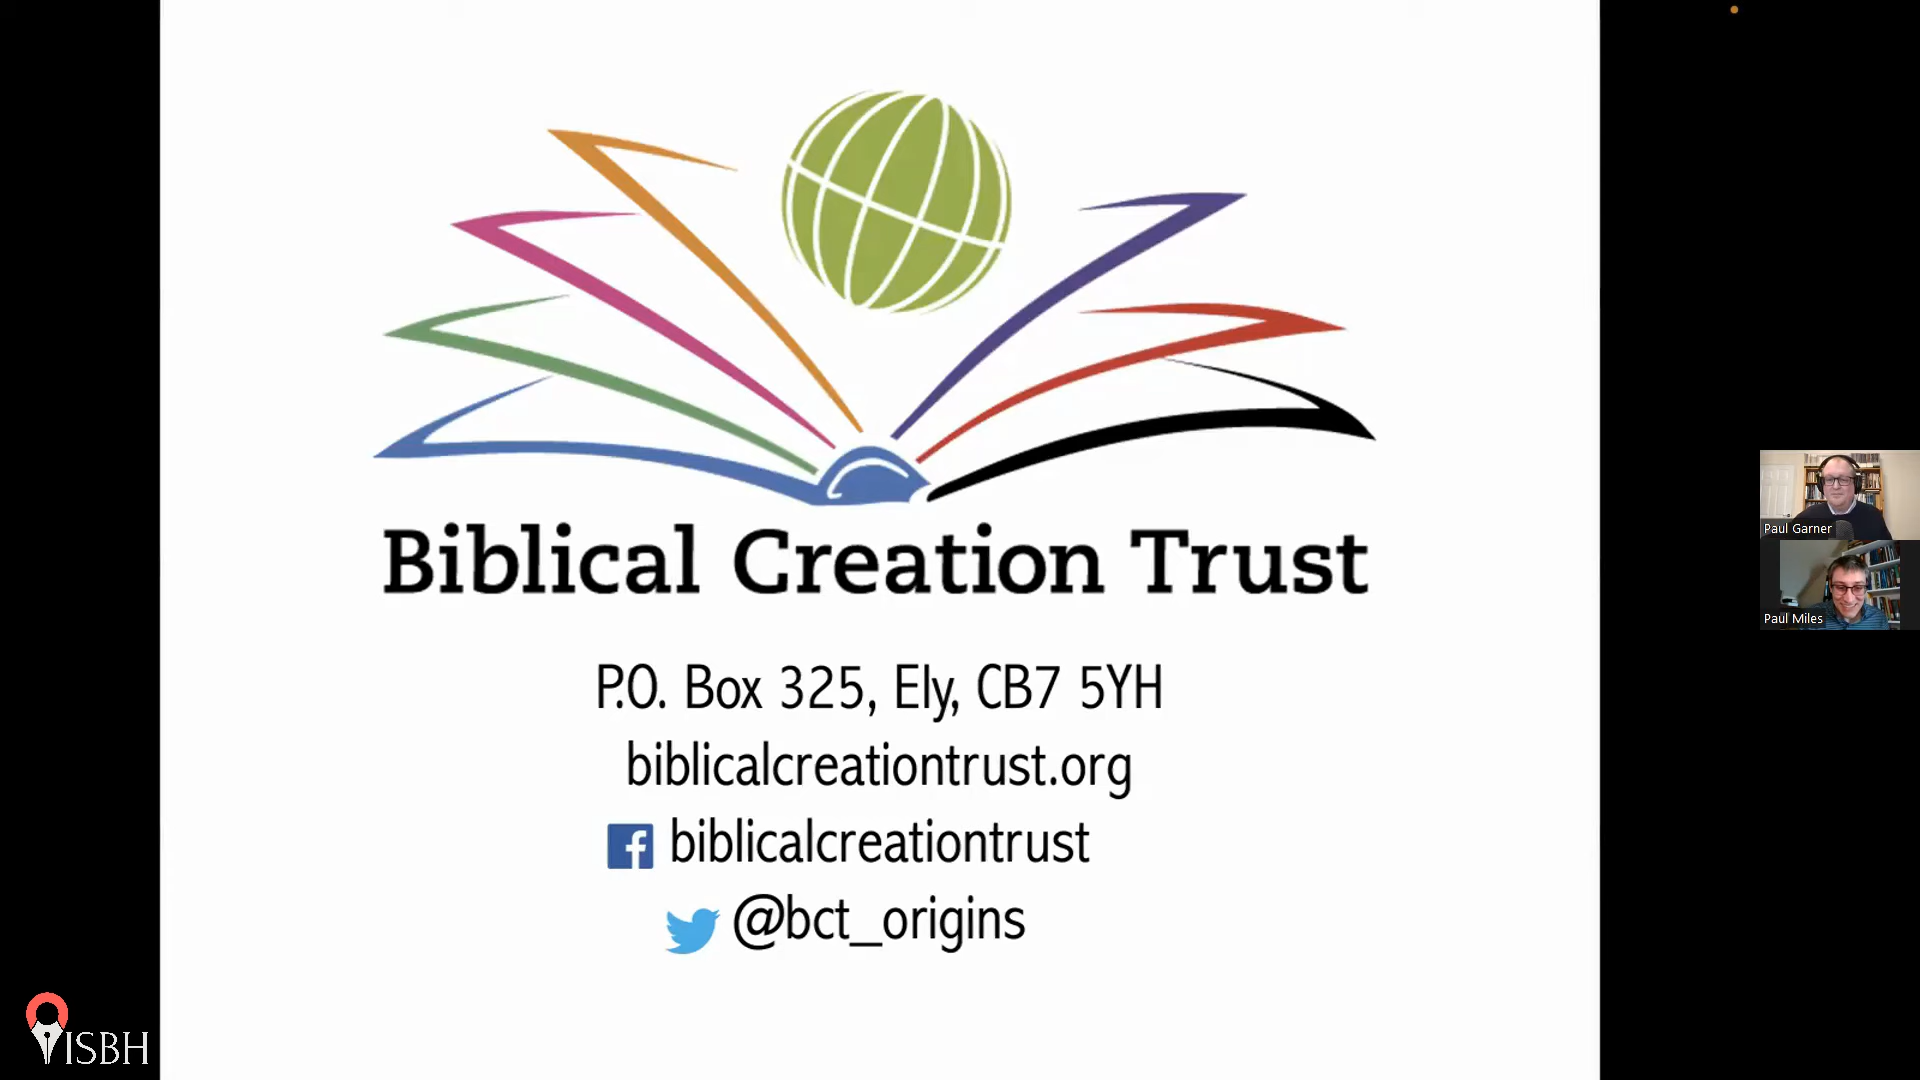 Biblical Creation Trust
P.O. Box 325, Ely, CB7 5YH
biblicalcreationtrust.org
biblicalcreationtrust
@bct_origins
Paul Garner
Paul Miles
ISBH